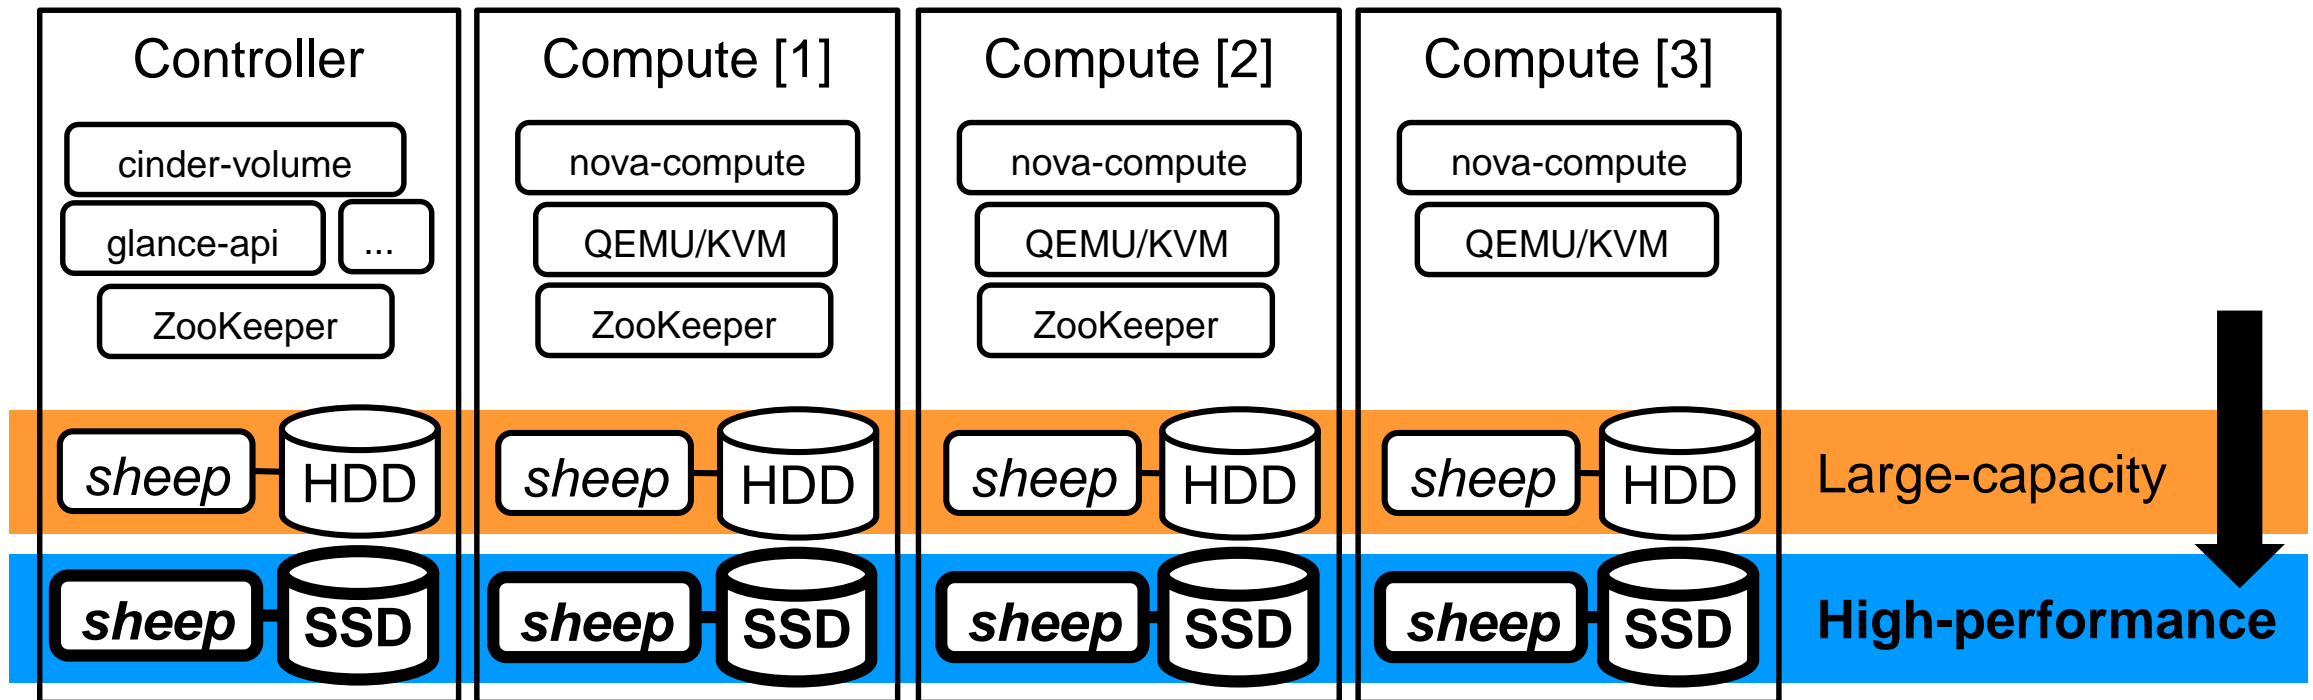 Controller
Compute [1]
Compute [2]
Compute [3]
cinder-volume
nova-compute
nova-compute
nova-compute
glance-api
...
QEMU/KVM
QEMU/KVM
QEMU/KVM
ZooKeeper
ZooKeeper
ZooKeeper
sheep
HDD
sheep
HDD
sheep
HDD
sheep
HDD
Large-capacity
sheep
SSD
sheep
SSD
sheep
SSD
sheep
SSD
High-performance